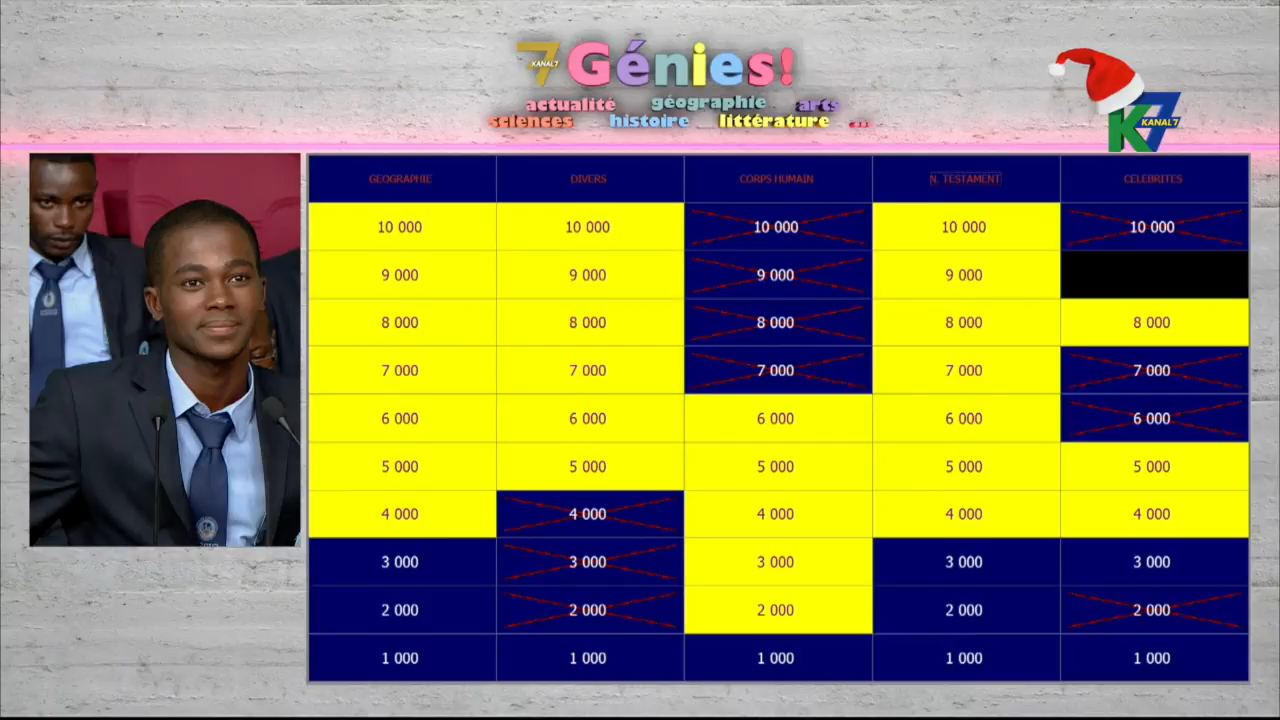 7 KANAL7 Génies!
actualité géographie arts
sciences histoire littérature ...
K7 KANAL7
GEOGRAPHIE DIVERS CORPS HUMAIN N. TESTAMENT CELEBRITES
10 000 10 000 10 000 10 000 10 000
9 000 9 000 9 000 9 000
8 000 8 000 8 000 8 000 8 000
7 000 7 000 7 000 7 000 7 000
6 000 6 000 6 000 6 000 6 000
5 000 5 000 5 000 5 000 5 000
4 000 4 000 4 000 4 000 4 000
3 000 3 000 3 000 3 000 3 000
2 000 2 000 2 000 2 000 2 000
1 000 1 000 1 000 1 000 1 000